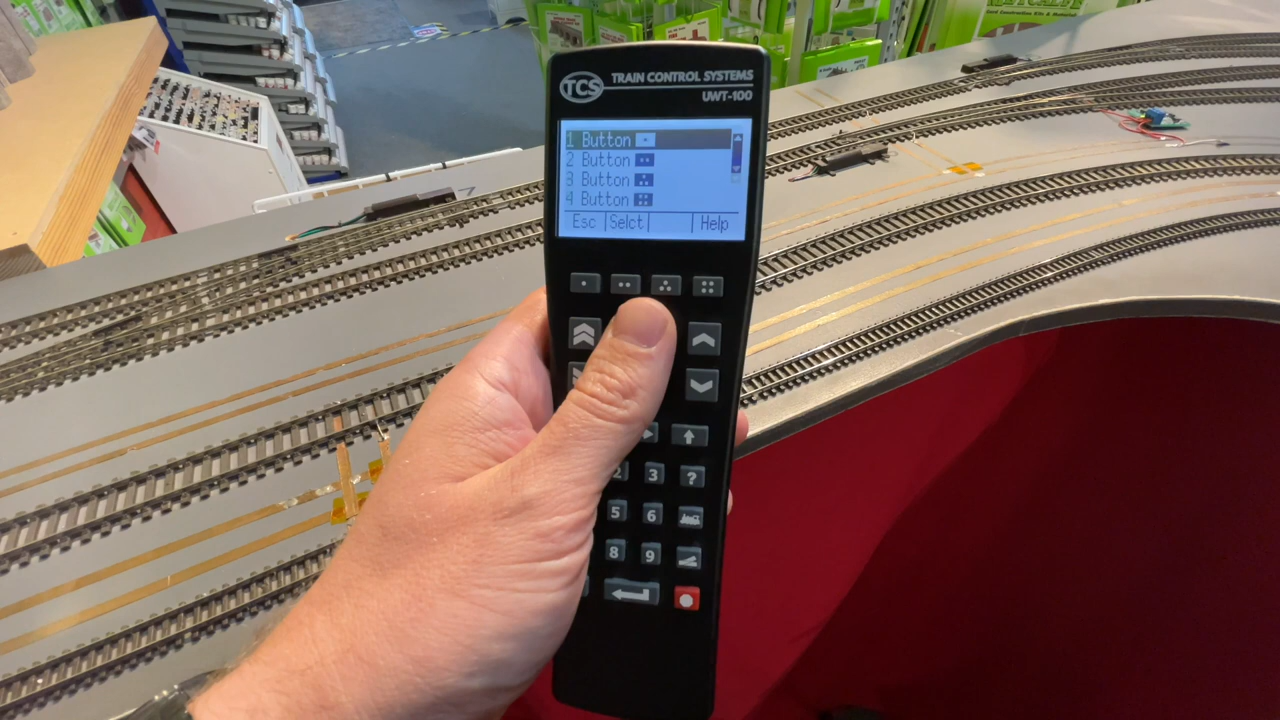 METCALFE
TCS TRAIN CONTROL SYSTEMS
UWT-100
1 Button
2 Button
3 Button
4 Button
Esc Selct Help
3 ?
5 6
8 9